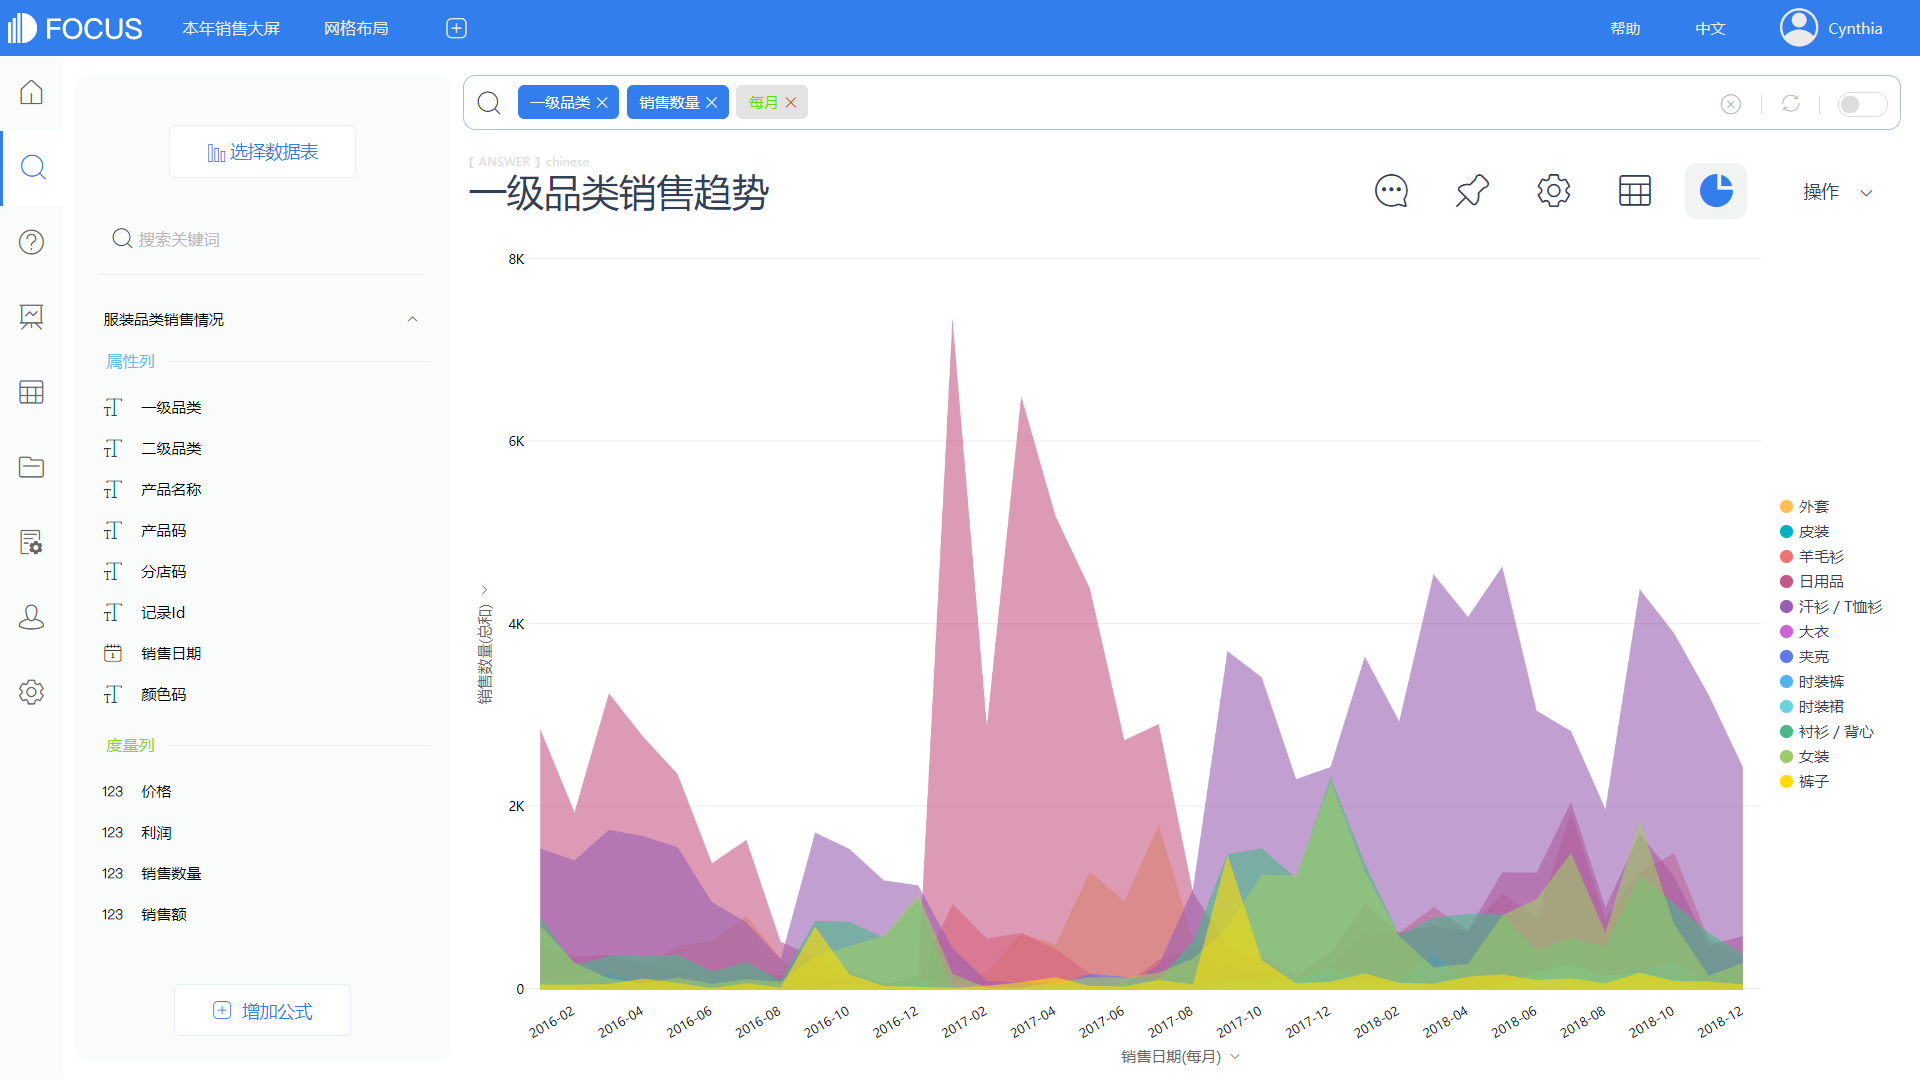 FOCUS 本年销售大屏 网格布局 帮助 中文 Cynthia
选择数据表
搜索关键词
服装品类销售情况
属性列
一级品类
二级品类
产品名称
产品码
分店码
记录Id
销售日期
颜色码
度量列
123 价格
123 利润
123 销售数量
123 销售额
增加公式
一级品类 销售数量 每月
【 ANSWER 】chinese
一级品类销售趋势
操作
8K
6K
4K
2K
0
销售数量(总和)
2016-02 2016-04 2016-06 2016-08 2016-10 2016-12 2017-02 2017-04 2017-06 2017-08 2017-10 2017-12 2018-02 2018-04 2018-06 2018-08 2018-10 2018-12
销售日期(每月)
外套
皮装
羊毛衫
日用品
汗衫 / T恤衫
大衣
夹克
时装裤
时装裙
衬衫 / 背心
女装
裤子